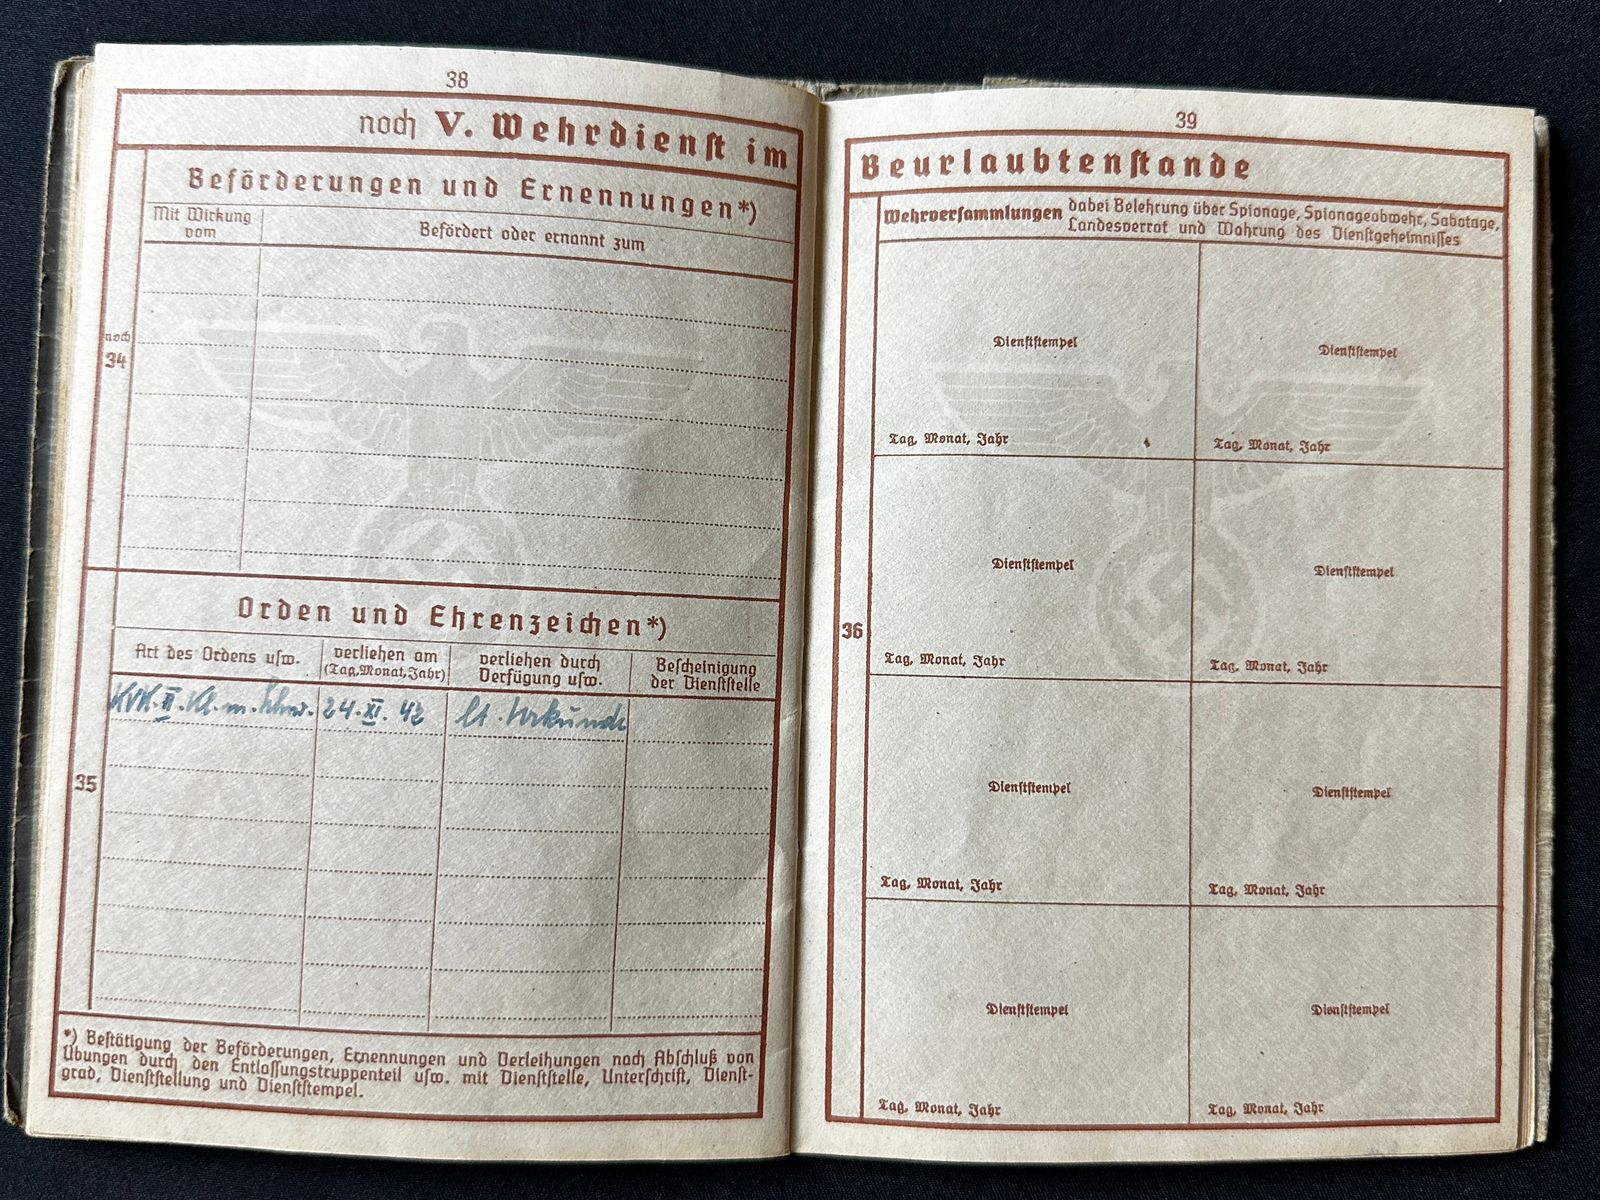 38
noch V. Wehrdienst im
Beförderungen und Ernennungen*)
Mit Wirkung vom
Befördert oder ernannt zum
noch 34
Orden und Ehrenzeichen*)
Art des Ordens usw.
verliehen am (Tag, Monat, Jahr)
verliehen durch Verfügung usw.
Bescheinigung der Dienststelle
KVK. II. Kl. m. Schw. 24. XI. 42 lt. Urkunde
35
*) Bestätigung der Beförderungen, Ernennungen und Verleihungen nach Abschluß von
Übungen durch den Entlassungstruppenteil usw. mit Dienststelle, Unterschrift, Dienst-
grad, Dienststellung und Dienststempel.
39
Beurlaubtenstande
Wehrversammlungen dabei Belehrung über Spionage, Spionageabwehr, Sabotage,
Landesverrat und Wahrung des Dienstgeheimnisses
Dienststempel
Dienststempel
Tag, Monat, Jahr
Tag, Monat, Jahr
Dienststempel
Dienststempel
36
Tag, Monat, Jahr
Tag, Monat, Jahr
Dienststempel
Dienststempel
Tag, Monat, Jahr
Tag, Monat, Jahr
Dienststempel
Dienststempel
Tag, Monat, Jahr
Tag, Monat, Jahr